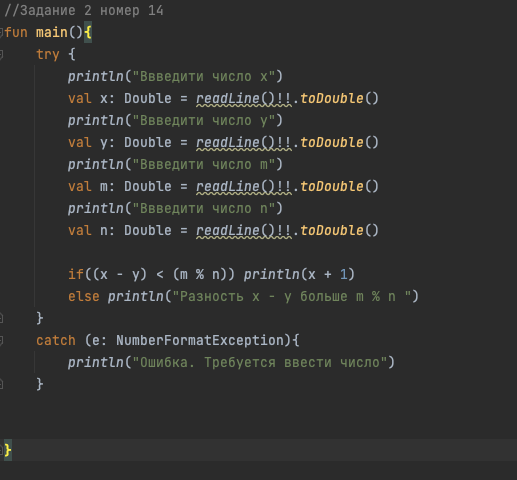 //Задание 2 номер 14
fun main(){
try {
println("Ввведити число x")
val x: Double = readLine()!!.toDouble()
println("Ввведити число y")
val y: Double = readLine()!!.toDouble()
println("Ввведити число m")
val m: Double = readLine()!!.toDouble()
println("Ввведити число n")
val n: Double = readLine()!!.toDouble()
if((x - y) < (m % n)) println(x + 1)
else println("Разность x - y больше m % n ")
}
catch (e: NumberFormatException){
println("Ошибка. Требуется ввести число")
}
}